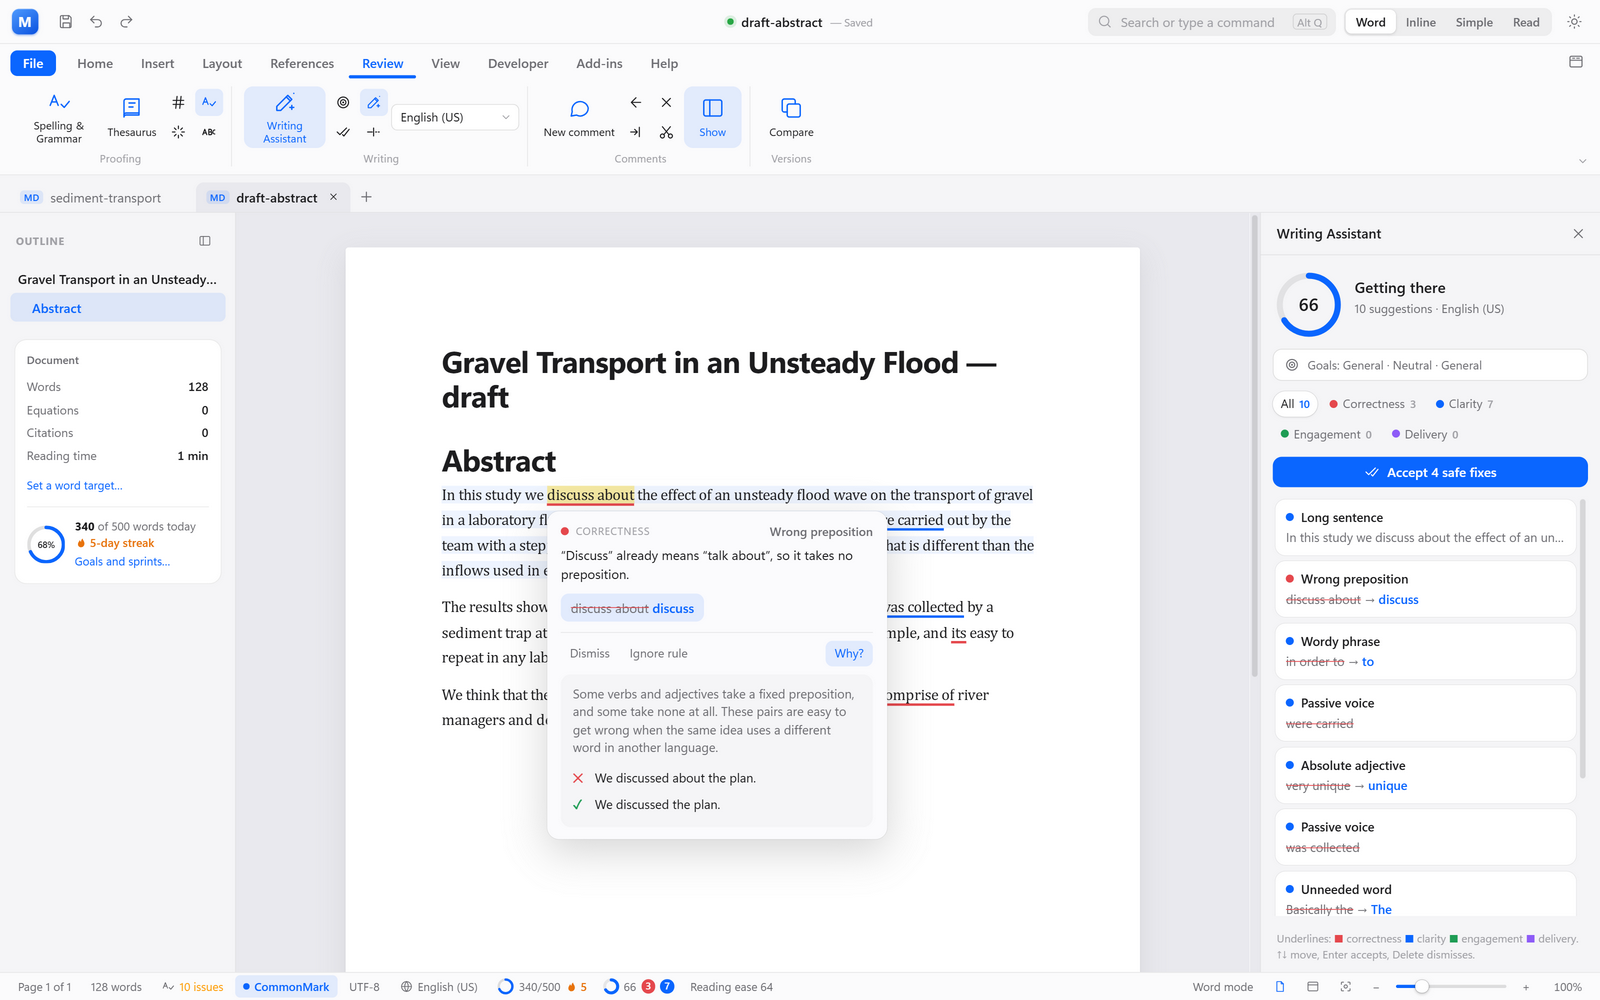 M
draft-abstract — Saved
Search or type a command Alt Q
Word Inline Simple Read
File Home Insert Layout References Review View Developer Add-ins Help
Spelling & Grammar
Thesaurus
ABC
Proofing
Writing Assistant
English (US)
Writing
New comment
Show
Comments
Compare
Versions
MD sediment-transport
MD draft-abstract
OUTLINE
Gravel Transport in an Unsteady...
Abstract
Document
Words 128
Equations 0
Citations 0
Reading time 1 min
Set a word target...
68%
340 of 500 words today
5-day streak
Goals and sprints...
Gravel Transport in an Unsteady Flood —
draft
Abstract
In this study we discuss about the effect of an unsteady flood wave on the transport of gravel
in a laboratory fl e carried out by the
team with a step hat is different than the
inflows used in e
The results show was collected by a
sediment trap at mple, and its easy to
repeat in any lab
We think that the omprise of river
managers and de
CORRECTNESS Wrong preposition
“Discuss” already means “talk about”, so it takes no
preposition.
discuss about discuss
Dismiss Ignore rule Why?
Some verbs and adjectives take a fixed preposition,
and some take none at all. These pairs are easy to
get wrong when the same idea uses a different
word in another language.
We discussed about the plan.
We discussed the plan.
Writing Assistant
66
Getting there
10 suggestions · English (US)
Goals: General · Neutral · General
All 10 Correctness 3 Clarity 7
Engagement 0 Delivery 0
Accept 4 safe fixes
Long sentence
In this study we discuss about the effect of an un...
Wrong preposition
discuss about → discuss
Wordy phrase
in order to → to
Passive voice
were carried
Absolute adjective
very unique → unique
Passive voice
was collected
Unneeded word
Basically the → The
Underlines: correctness clarity engagement delivery.
↑↓ move, Enter accepts, Delete dismisses.
Page 1 of 1 128 words 10 issues CommonMark UTF-8 English (US) 340/500 5 66 3 7 Reading ease 64 Word mode − + 100%